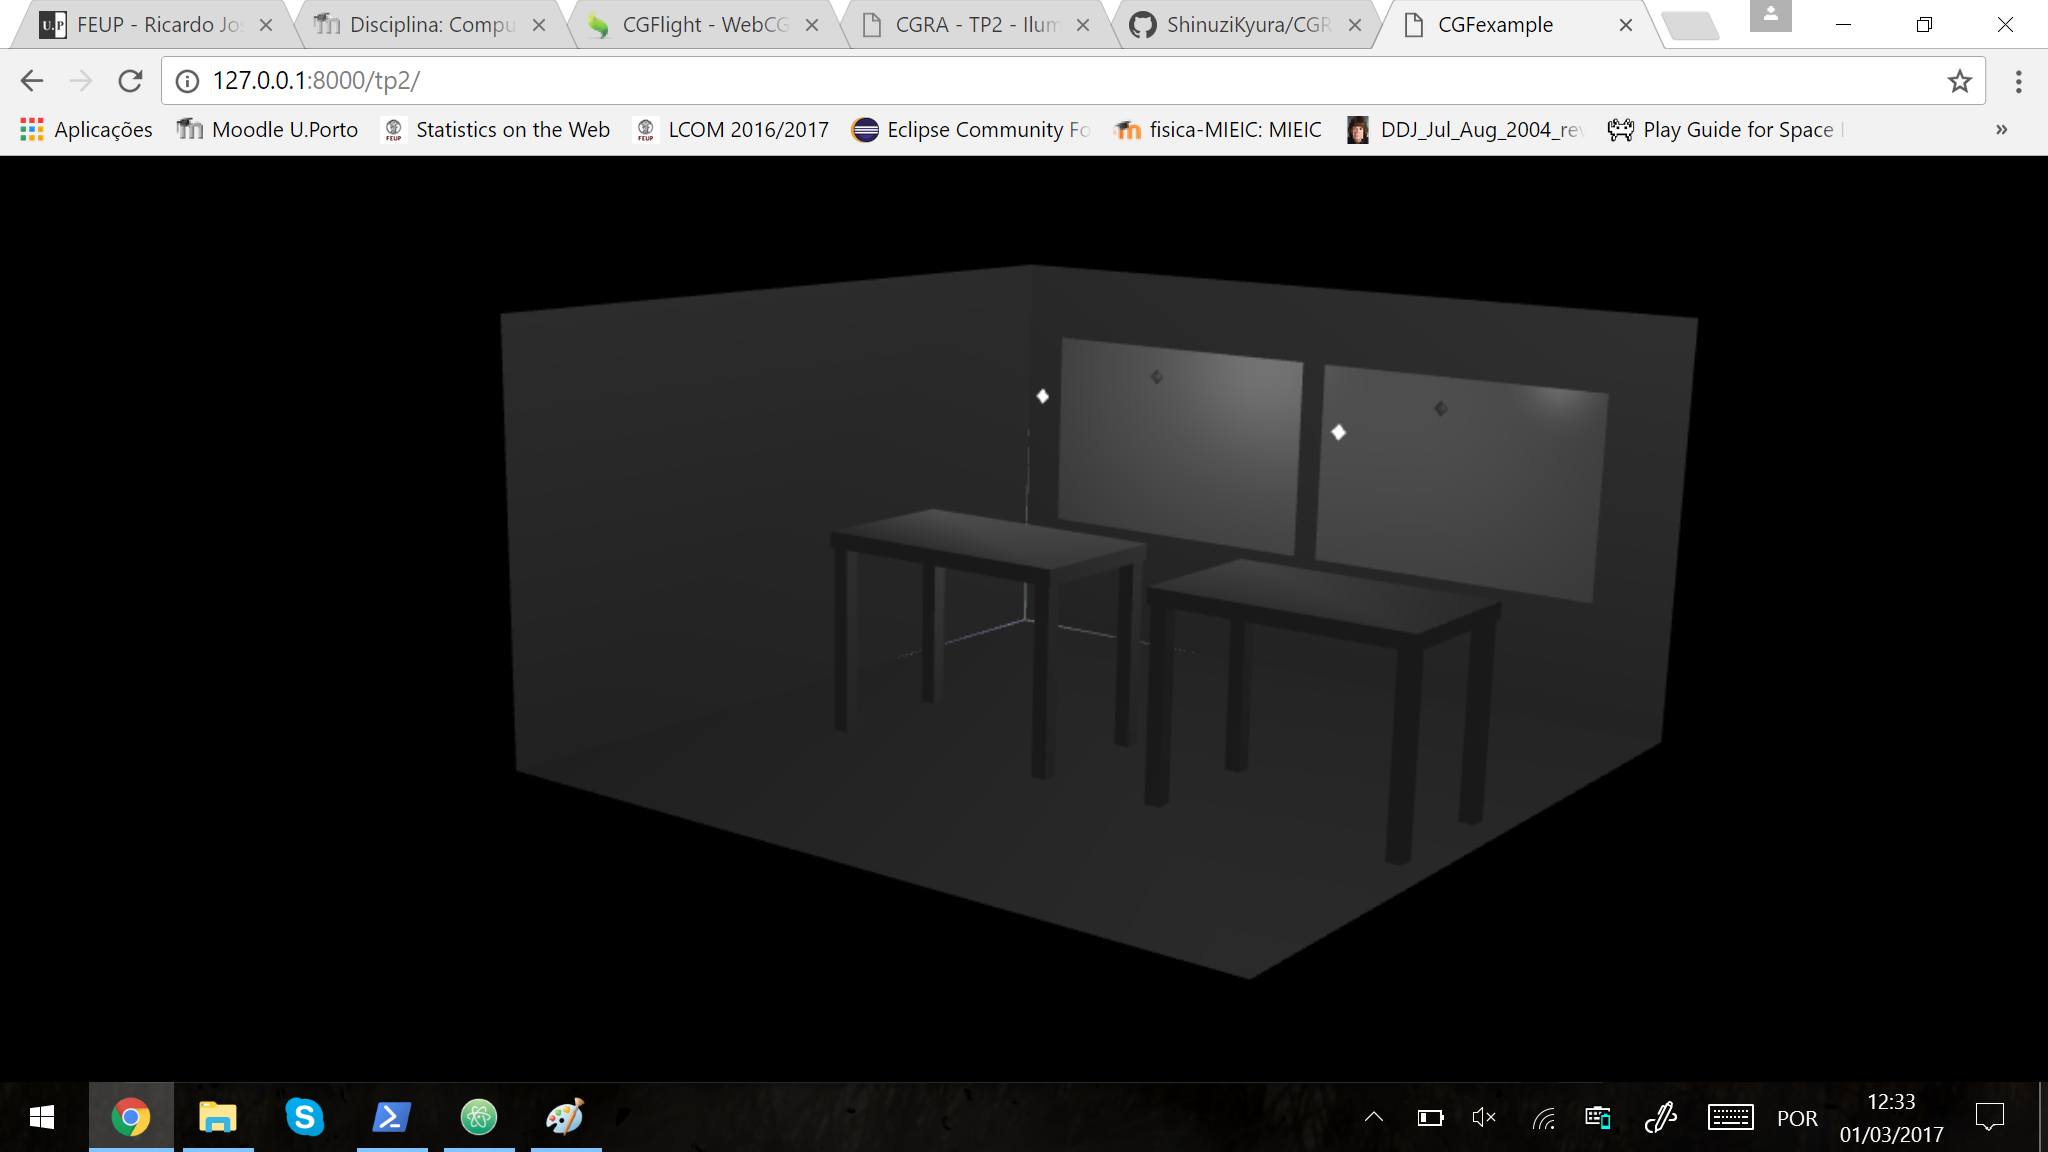 FEUP - Ricardo Jo
Disciplina: Compu
CGFlight - WebCG
CGRA - TP2 - Ilum
ShinuziKyura/CGR
CGFexample
127.0.0.1:8000/tp2/
Aplicações
Moodle U.Porto
FEUP
Statistics on the Web
FEUP
LCOM 2016/2017
Eclipse Community Fo
fisica-MIEIC: MIEIC
DDJ_Jul_Aug_2004_re
Play Guide for Space
»
POR
12:33
01/03/2017